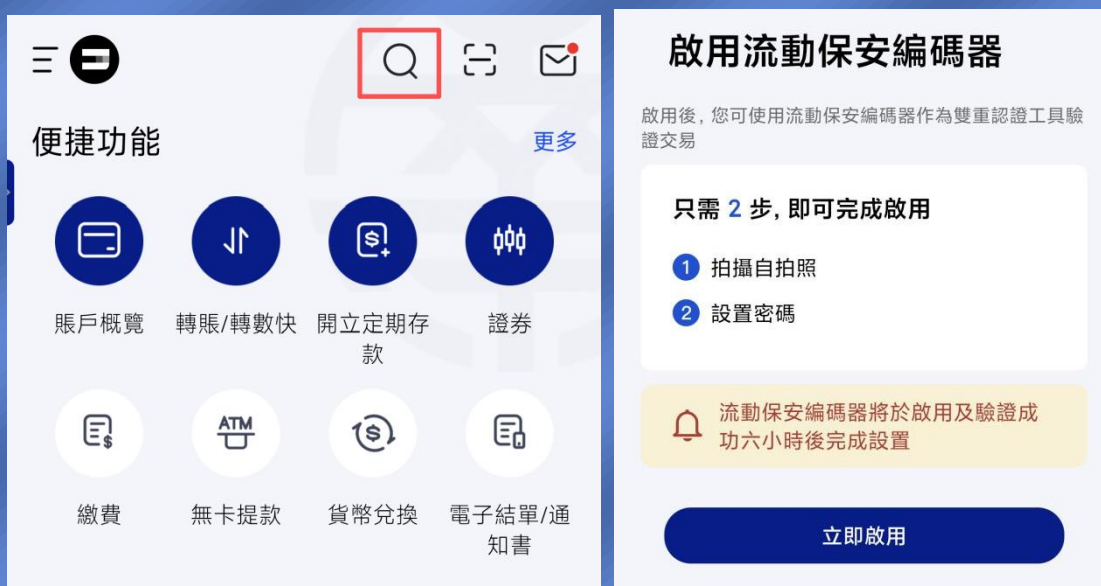 便捷功能
更多
賬戶概覽
轉賬/轉數快
開立定期存
款
證券
ATM
繳費
無卡提款
貨幣兌換
電子結單/通
知書
啟用流動保安編碼器
啟用後, 您可使用流動保安編碼器作為雙重認證工具驗
證交易
只需 2 步, 即可完成啟用
1 拍攝自拍照
2 設置密碼
流動保安編碼器將於啟用及驗證成
功六小時後完成設置
立即啟用